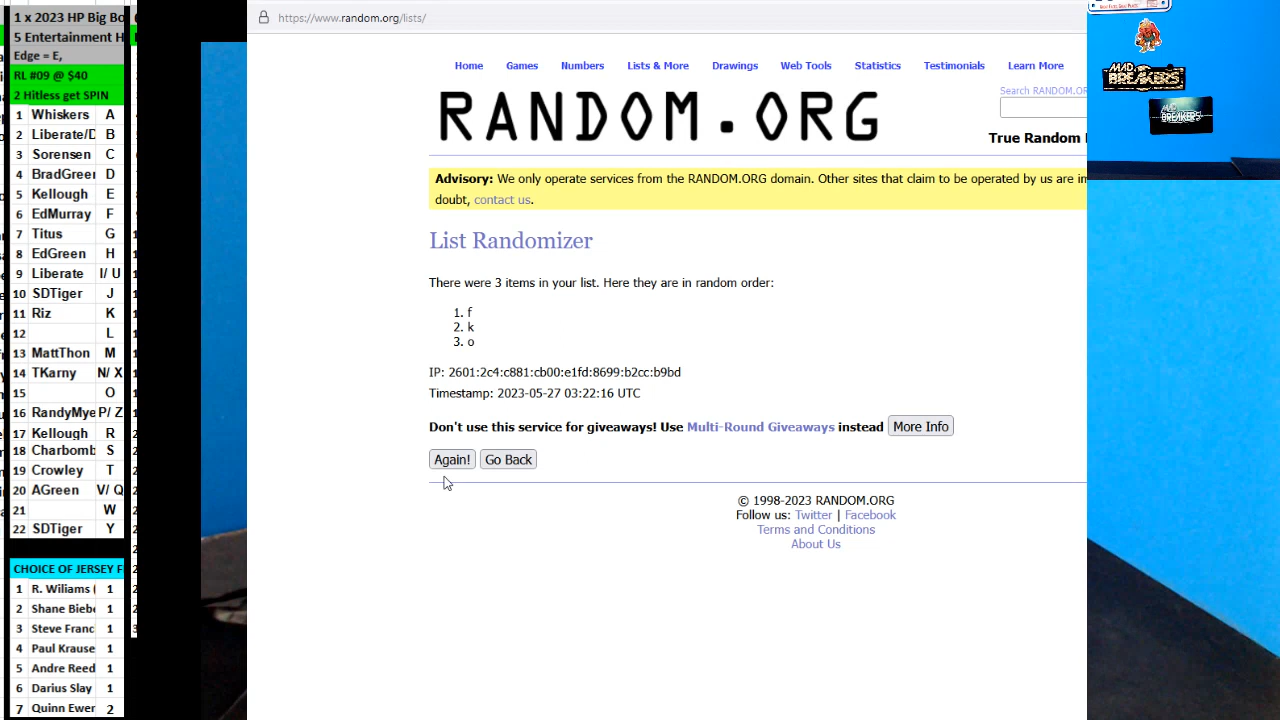 1 x 2023 HP Big Bo
5 Entertainment H
Edge = E,
RL #09 @ $40
2 Hitless get SPIN
1 Whiskers A
2 Liberate/D B
3 Sorensen C
4 BradGreen D
5 Kellough E
6 EdMurray F
7 Titus G
8 EdGreen H
9 Liberate I/ U
10 SDTiger J
11 Riz K
12 L
13 MattThon M
14 TKarny N/ X
15 O
16 RandyMye P/ Z
17 Kellough R
18 Charbomb S
19 Crowley T
20 AGreen V/ Q
21 W
22 SDTiger Y
CHOICE OF JERSEY F
1 R. Wiliams ( 1
2 Shane Biebe 1
3 Steve Franc 1
4 Paul Krause 1
5 Andre Reed 1
6 Darius Slay 1
7 Quinn Ewer 2
https://www.random.org/lists/
Home Games Numbers Lists & More Drawings Web Tools Statistics Testimonials Learn More
Search RANDOM.OR
RANDOM.ORG
True Random
Advisory: We only operate services from the RANDOM.ORG domain. Other sites that claim to be operated by us are im
doubt, contact us.
List Randomizer
There were 3 items in your list. Here they are in random order:
1. f
2. k
3. o
IP: 2601:2c4:c881:cb00:e1fd:8699:b2cc:b9bd
Timestamp: 2023-05-27 03:22:16 UTC
Don't use this service for giveaways! Use Multi-Round Giveaways instead More Info
Again! Go Back
© 1998-2023 RANDOM.ORG
Follow us: Twitter | Facebook
Terms and Conditions
About Us
MAD
BREAKERS
MAD
BREAKERS